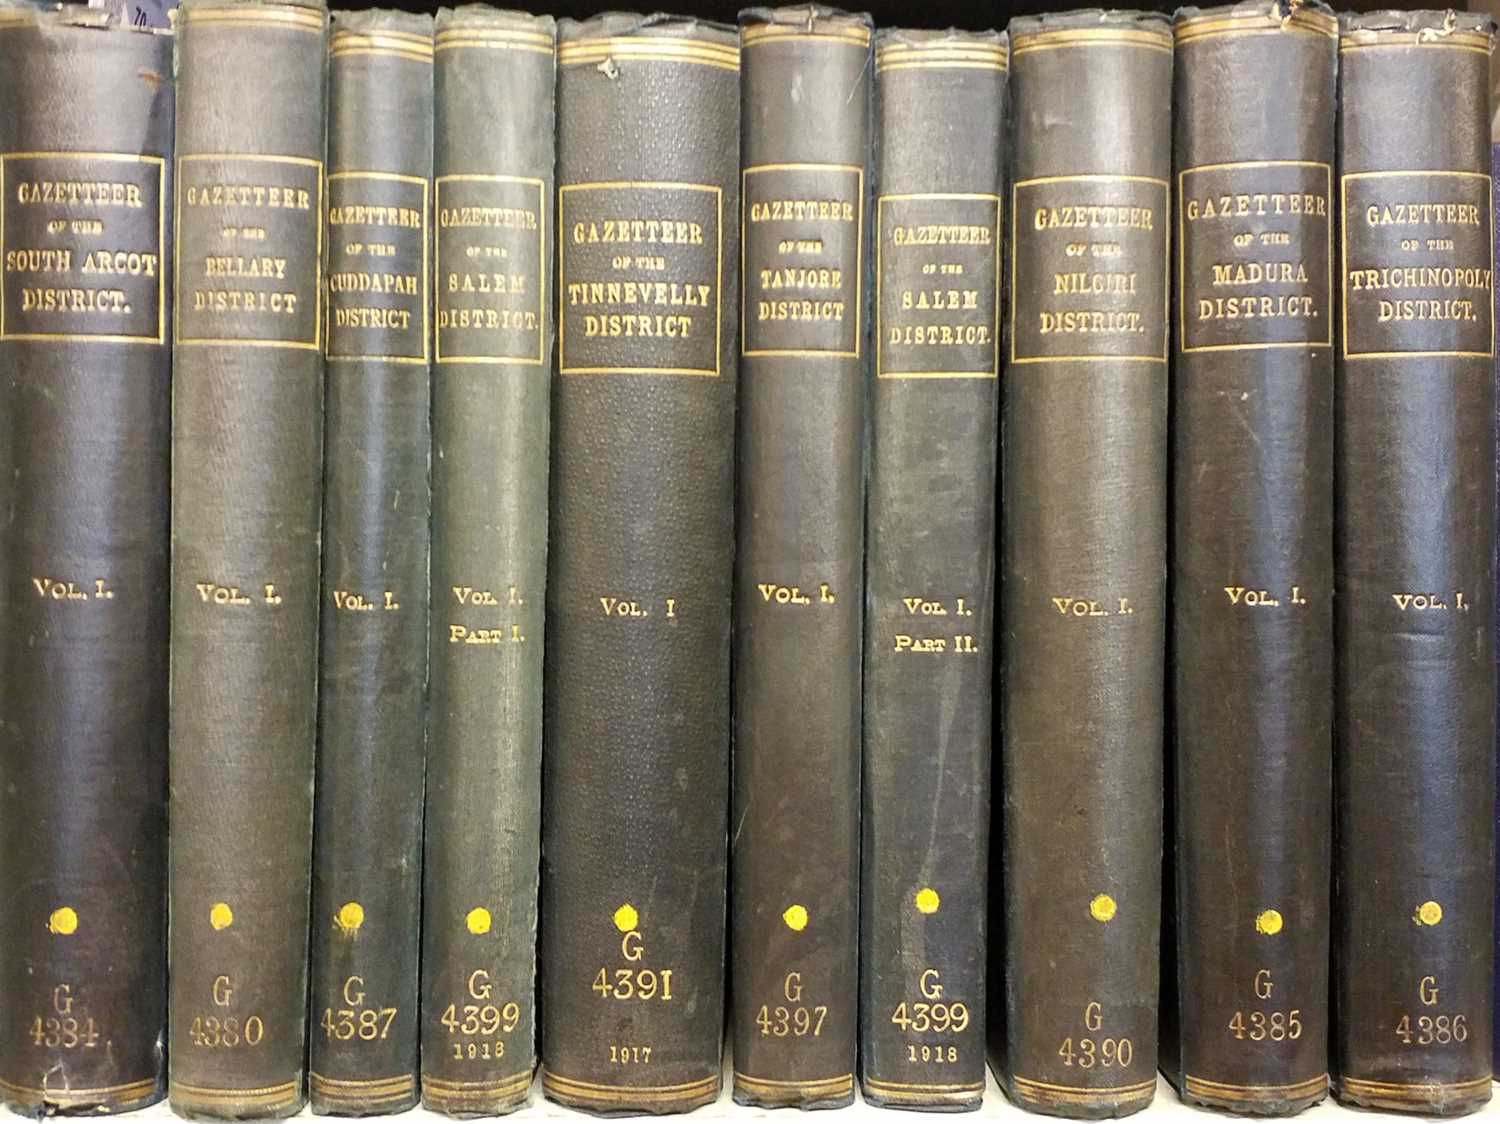 GAZETTEER
OF THE
SOUTH ARCOT
DISTRICT.
VOL. I.
G
4384.
GAZETTEER
OF THE
BELLARY
DISTRICT
VOL. I.
G
4380
GAZETTEER
OF THE
CUDDAPAH
DISTRICT
VOL. I.
G
4387
GAZETTEER
OF THE
SALEM
DISTRICT.
VOL. I.
PART I.
G
4399
1918
GAZETTEER
OF THE
TINNEVELLY
DISTRICT
VOL. I
G
4391
1917
GAZETTEER
OF THE
TANJORE
DISTRICT
VOL. I.
G
4397
GAZETTEER
OF THE
SALEM
DISTRICT.
VOL. I.
PART II.
G
4399
1918
GAZETTEER
OF THE
NILGIRI
DISTRICT.
VOL. I.
G
4390
GAZETTEER
OF THE
MADURA
DISTRICT.
VOL. I.
G
4385
GAZETTEER
OF THE
TRICHINOPOLY
DISTRICT.
VOL. I.
G
4386